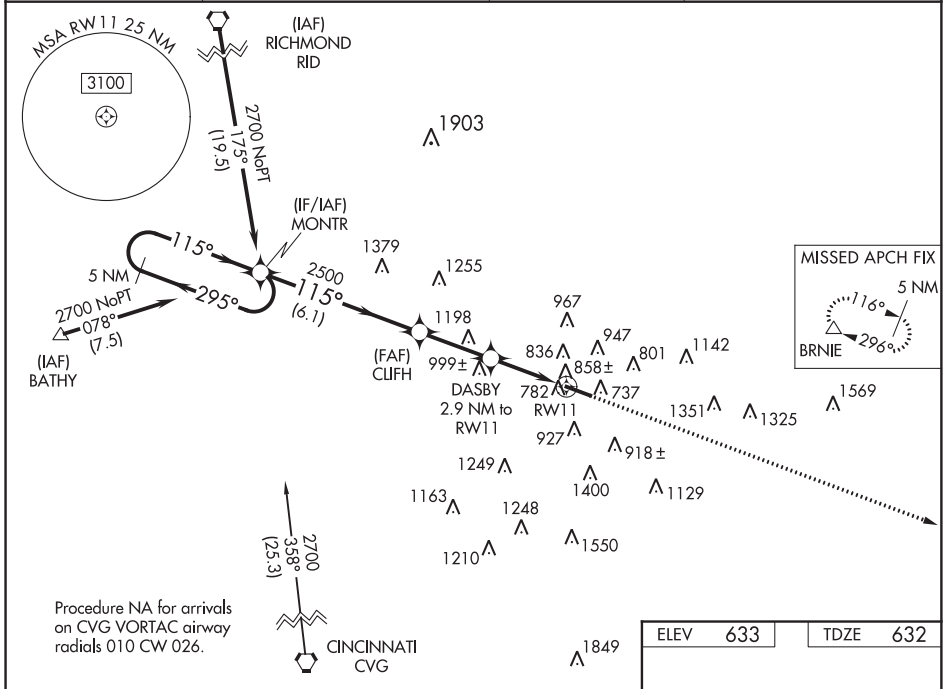 MSA RW11 25 NM
3100
(IAF)
RICHMOND
RID
2700 NoPT
175°
(19.5)
1903
(IF/IAF)
MONTR
115°
5 NM
295°
2700 NoPT
078°
(7.5)
(IAF)
BATHY
2500
115°
(6.1)
1379
1255
1198
(FAF)
CLIFH
999±
DASBY
2.9 NM to
RW11
967
836
947
858±
801
1142
782
RW11
737
927
918±
1351
1325
1569
MISSED APCH FIX
5 NM
116°
296°
BRNIE
1249
1400
1129
1163
1248
1210
1550
2700
358°
(25.3)
Procedure NA for arrivals
on CVG VORTAC airway
radials 010 CW 026.
CINCINNATI
CVG
1849
ELEV 633
TDZE 632